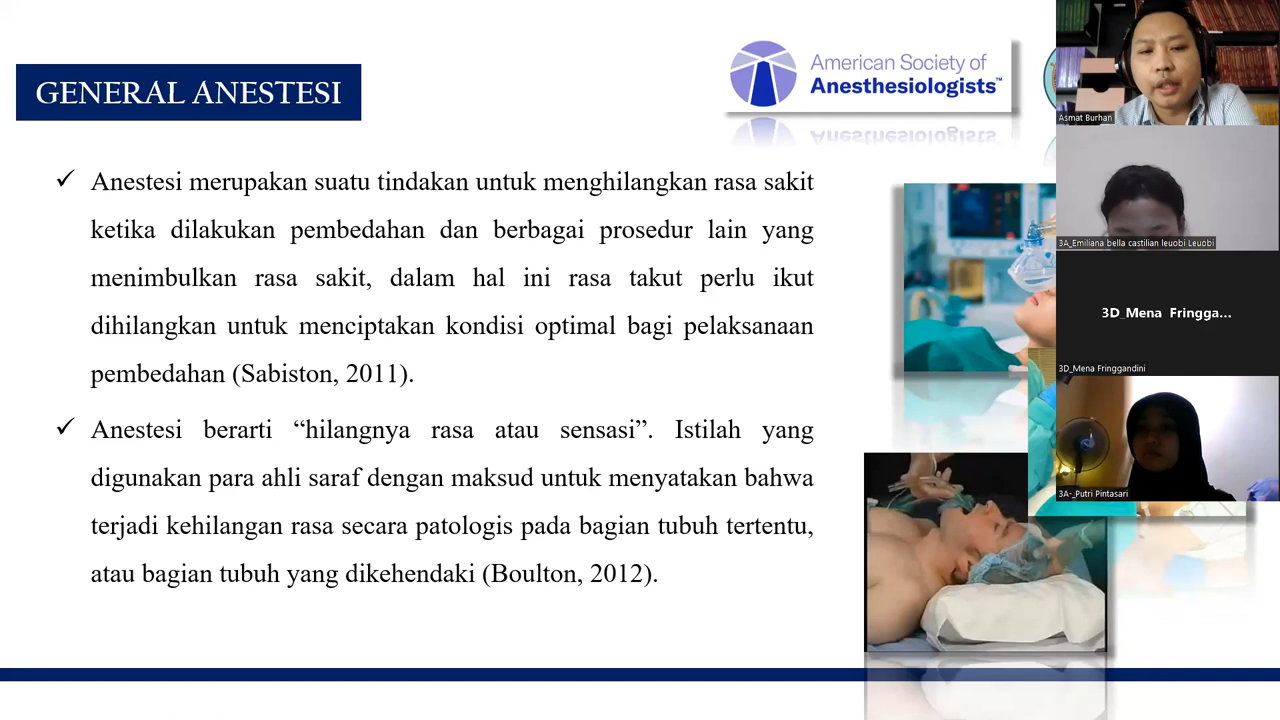 GENERAL ANESTESI
American Society of
Anesthesiologists™
Anestesi merupakan suatu tindakan untuk menghilangkan rasa sakit
ketika dilakukan pembedahan dan berbagai prosedur lain yang
menimbulkan rasa sakit, dalam hal ini rasa takut perlu ikut
dihilangkan untuk menciptakan kondisi optimal bagi pelaksanaan
pembedahan (Sabiston, 2011).
Anestesi berarti “hilangnya rasa atau sensasi”. Istilah yang
digunakan para ahli saraf dengan maksud untuk menyatakan bahwa
terjadi kehilangan rasa secara patologis pada bagian tubuh tertentu,
atau bagian tubuh yang dikehendaki (Boulton, 2012).
Asmat Burhan
3A_Emiliana bella castilian leuobi Leuobi
3D_Mena Fringga...
3D_Mena Fringgandini
3A-_Putri Pintasari